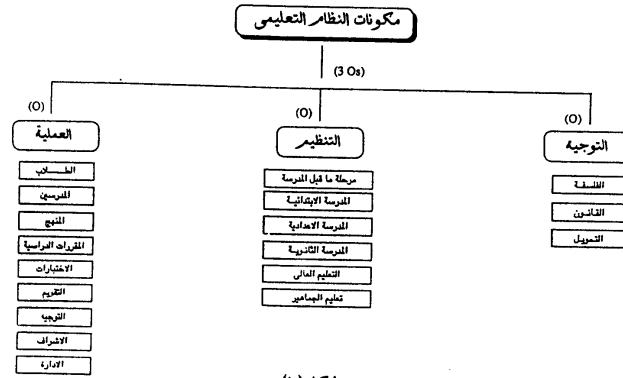 مكونات النظام التعليمى
(3 Os)
(O)
(O)
(O)
التوجيه
الفلسفة
القانون
التمويل
التنظيم
مرحلة ما قبل المدرسة
المدرسة الابتدائية
المدرسة الاعدادية
المدرسة الثانوية
التعليم العالى
تعليم الجماهير
العملية
الطلاب
المدرسين
المنهج
المقررات الدراسية
الاختبارات
التقويم
التوجيه
الاشراف
الادارة